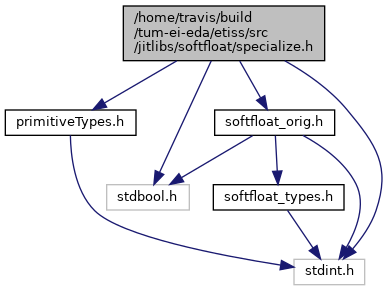 /home/travis/build
/tum-ei-eda/etiss/src
/jitlibs/softfloat/specialize.h
primitiveTypes.h
softfloat_orig.h
stdbool.h
softfloat_types.h
stdint.h